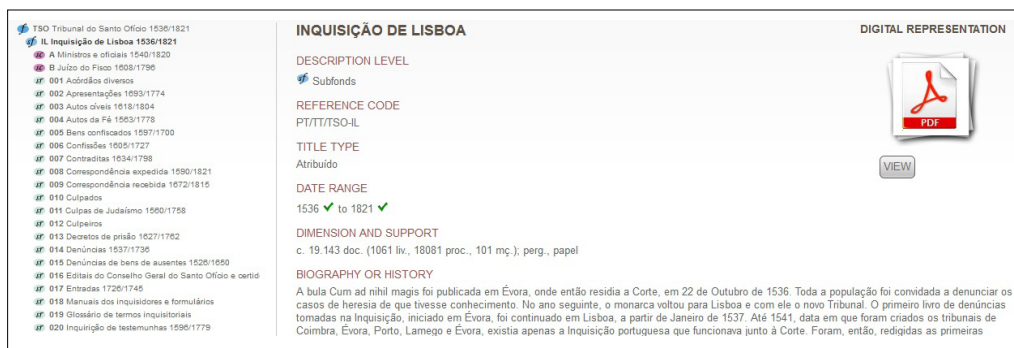 TSO Tribunal do Santo Ofício 1536/1821
IL Inquisição de Lisboa 1536/1821
A Ministros e oficiais 1540/1820
B Juízo do Fisco 1608/1796
001 Acórdãos diversos
002 Apresentações 1693/1774
003 Autos cíveis 1618/1804
004 Autos da Fé 1563/1778
005 Bens confiscados 1597/1700
006 Confissões 1605/1727
007 Contraditas 1634/1798
008 Correspondência expedida 1590/1821
009 Correspondência recebida 1672/1815
010 Culpados
011 Culpas de Judaísmo 1560/1758
012 Culpeiros
013 Decretos de prisão 1627/1762
014 Denúncias 1537/1736
015 Denúncias de bens de ausentes 1526/1650
016 Editais do Conselho Geral do Santo Ofício e certid
017 Entradas 1726/1745
018 Manuais dos inquisidores e formulários
019 Glossário de termos inquisitoriais
020 Inquirição de testemunhas 1596/1779
INQUISIÇÃO DE LISBOA
DESCRIPTION LEVEL
Subfonds
REFERENCE CODE
PT/TT/TSO-IL
TITLE TYPE
Atribuído
DATE RANGE
1536 ✔ to 1821 ✔
DIMENSION AND SUPPORT
c. 19.143 doc. (1061 liv., 18081 proc., 101 mç.); perg., papel
BIOGRAPHY OR HISTORY
A bula Cum ad nihil magis foi publicada em Évora, onde então residia a Corte, em 22 de Outubro de 1536. Toda a população foi convidada a denunciar os
casos de heresia de que tivesse conhecimento. No ano seguinte, o monarca voltou para Lisboa e com ele o novo Tribunal. O primeiro livro de denúncias
tomadas na Inquisição, iniciado em Évora, foi continuado em Lisboa, a partir de Janeiro de 1537. Até 1541, data em que foram criados os tribunais de
Coimbra, Évora, Porto, Lamego e Évora, existia apenas a Inquisição portuguesa que funcionava junto à Corte. Foram, então, redigidas as primeiras
DIGITAL REPRESENTATION
PDF
VIEW